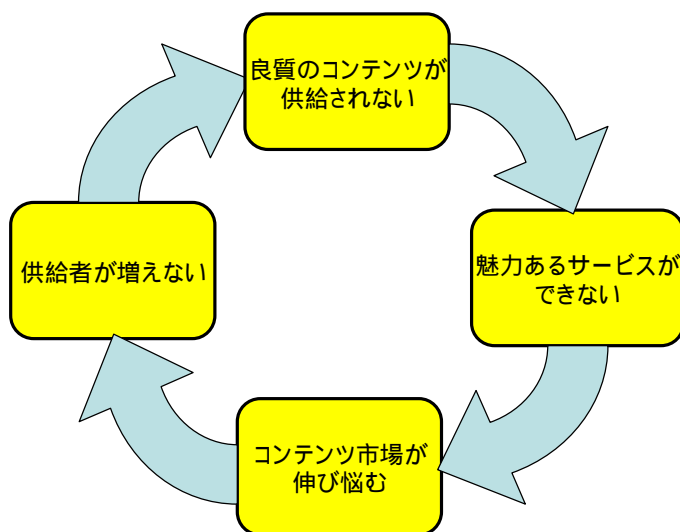 良質のコンテンツが
供給されない
魅力あるサービスが
できない
コンテンツ市場が
伸び悩む
供給者が増えない